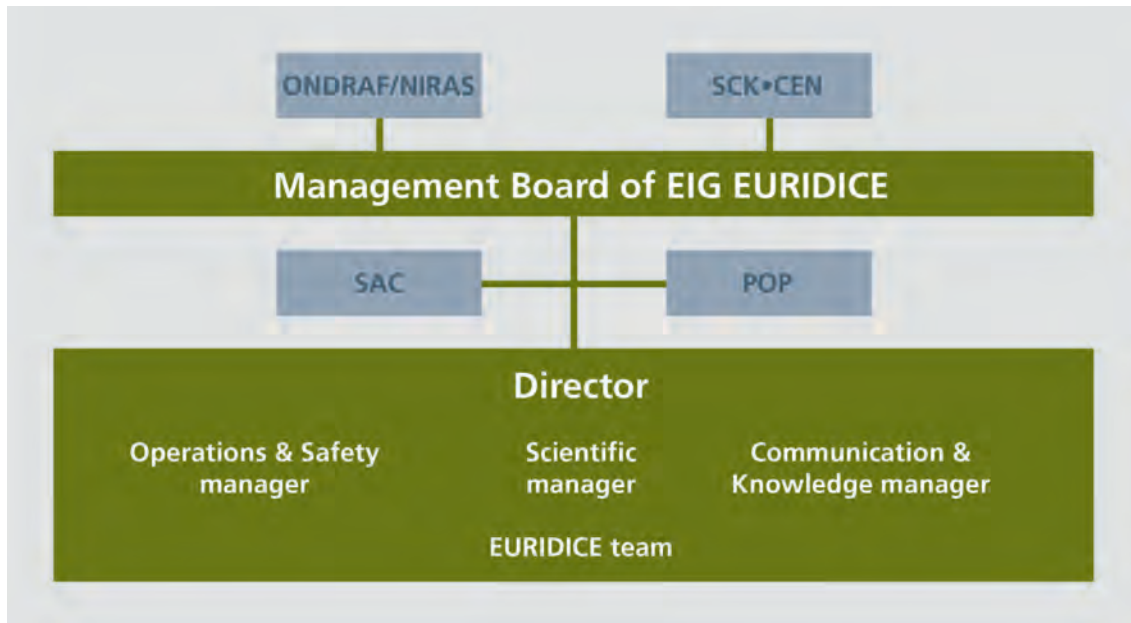 ONDRAF/NIRAS
SCK•CEN
Management Board of EIG EURIDICE
SAC
POP
Director
Operations & Safety
manager
Scientific
manager
Communication &
Knowledge manager
EURIDICE team